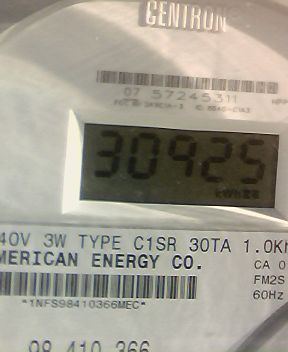 CENTRON
07 57245311
30925
kWh
40V 3W TYPE C1SR 30TA 1.0Kh
MERICAN ENERGY CO.
CA 0
FM2S
60Hz
*1NFS98410366MEC*
98 410 366